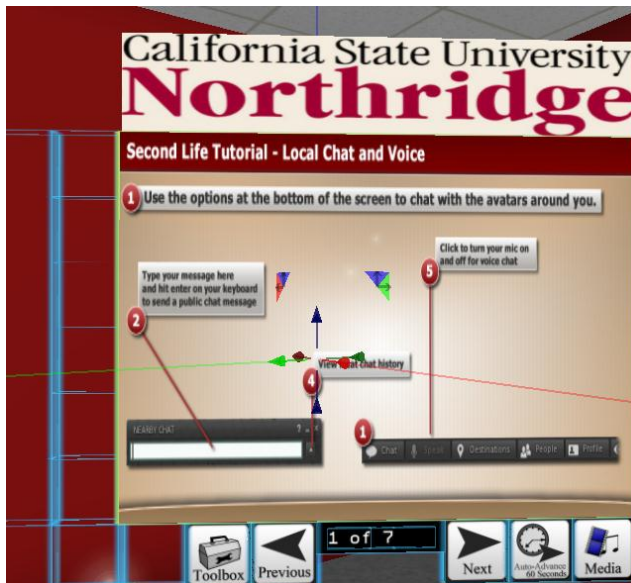 California State University
Northridge
Second Life Tutorial - Local Chat and Voice
1 Use the options at the bottom of the screen to chat with the avatars around you.
Click to turn your mic on
and off for voice chat
5
Type your message here
and hit enter on your keyboard
to send a public chat message
2
View local chat history
4
NEARBY CHAT ? _
1
Chat Speak Destinations People Profile
1 of 7
Toolbox Previous Next Auto-Advance
60 Seconds Media